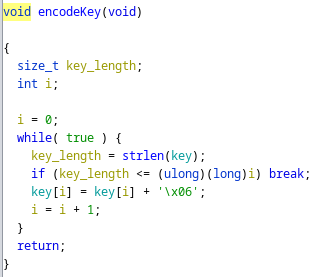 void encodeKey(void)
{
size_t key_length;
int i;
i = 0;
while( true ) {
key_length = strlen(key);
if (key_length <= (ulong)(long)i) break;
key[i] = key[i] + '\x06';
i = i + 1;
}
return;
}